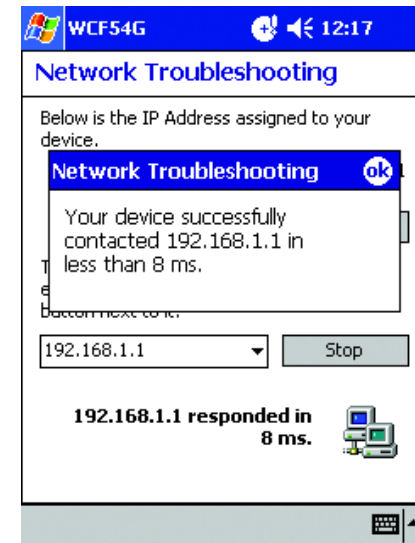 WCF54G 12:17
Network Troubleshooting
Below is the IP Address assigned to your
device.
Network Troubleshooting ok
Your device successfully
contacted 192.168.1.1 in
less than 8 ms.
192.168.1.1 Stop
192.168.1.1 responded in
8 ms.